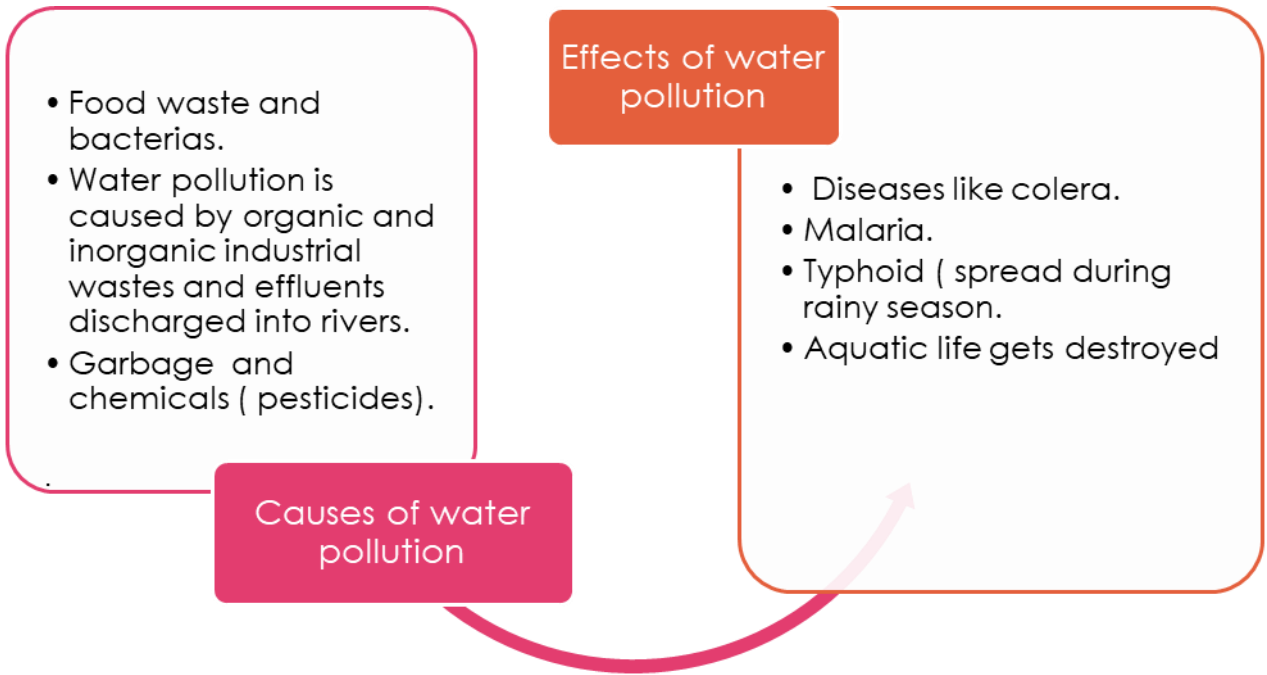 • Food waste and
bacterias.
• Water pollution is
caused by organic and
inorganic industrial
wastes and effluents
discharged into rivers.
• Garbage  and
chemicals ( pesticides).
.
Causes of water
pollution
Effects of water
pollution
• Diseases like colera.
• Malaria.
• Typhoid ( spread during
rainy season.
• Aquatic life gets destroyed